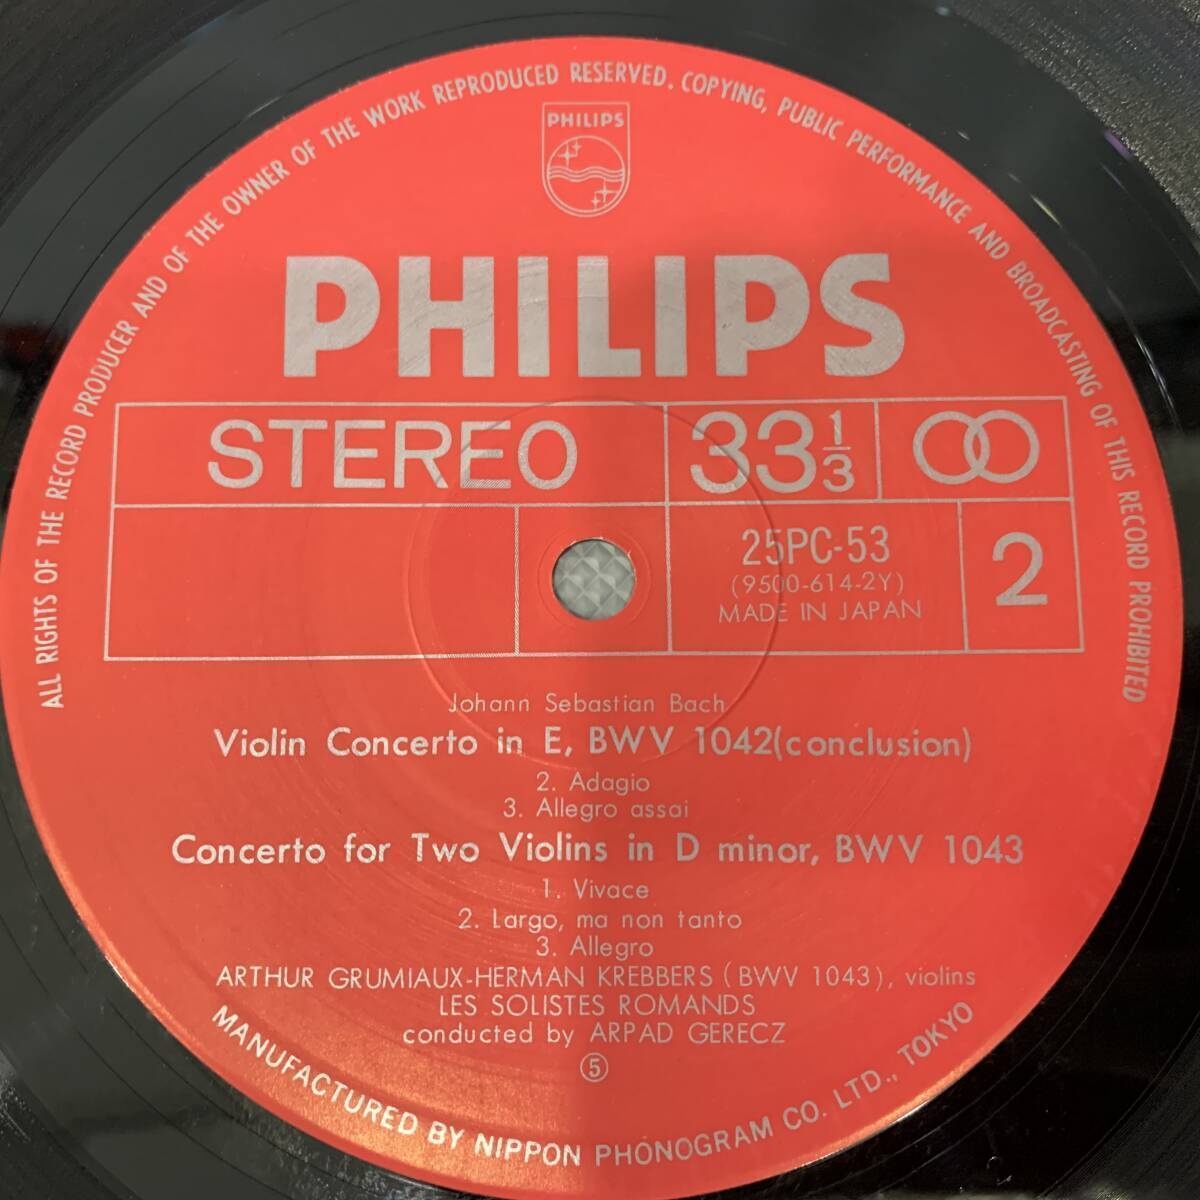 ALL RIGHTS OF THE RECORD PRODUCER AND OF THE OWNER OF THE WORK REPRODUCED RESERVED. COPYING, PUBLIC PERFORMANCE AND BROADCASTING OF THIS RECORD PROHIBITED
PHILIPS
PHILIPS
STEREO 33 1/3
25PC-53 2
(9500-614-2Y)
MADE IN JAPAN
Johann Sebastian Bach
Violin Concerto in E, BWV 1042(conclusion)
2. Adagio
3. Allegro assai
Concerto for Two Violins in D minor, BWV 1043
1. Vivace
2. Largo, ma non tanto
3. Allegro
ARTHUR GRUMIAUX-HERMAN KREBBERS (BWV 1043), violins
LES SOLISTES ROMANDS
conducted by ARPAD GERECZ
⑤
MANUFACTURED BY NIPPON PHONOGRAM CO. LTD., TOKYO